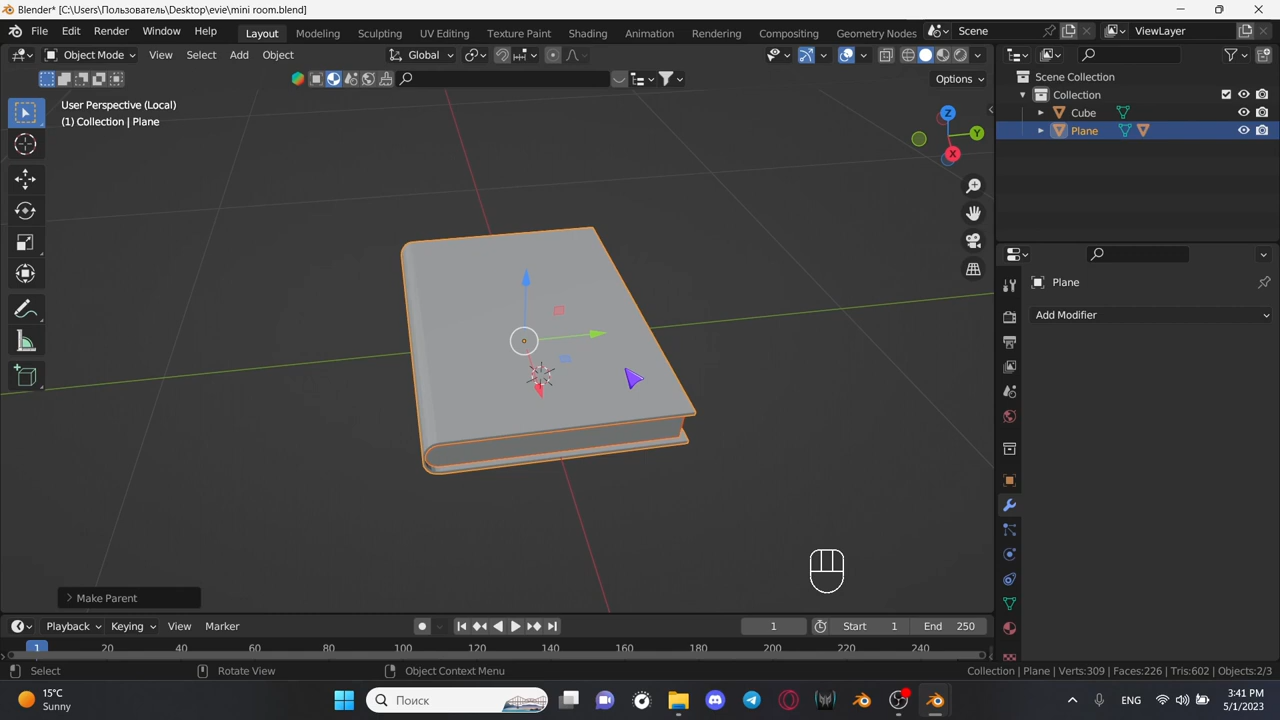 Blender* [C:\Users\Пользователь\Desktop\evie\mini room.blend]
File Edit Render Window Help Layout Modeling Sculpting UV Editing Texture Paint Shading Animation Rendering Compositing Geometry Nodes Scene ViewLayer
Object Mode View Select Add Object Global
Options
User Perspective (Local)
(1) Collection | Plane
Z
Y
X
Scene Collection
Collection
Cube
Plane
Plane
Add Modifier
Make Parent
Playback Keying View Marker 1 Start 1 End 250
1 20 40 60 80 100 120 140 160 180 200 220 240
Select Rotate View Object Context Menu Collection | Plane | Verts:309 | Faces:226 | Tris:602 | Objects:2/3
15°C
Sunny
Поиск
ENG
3:41 PM
5/1/2023